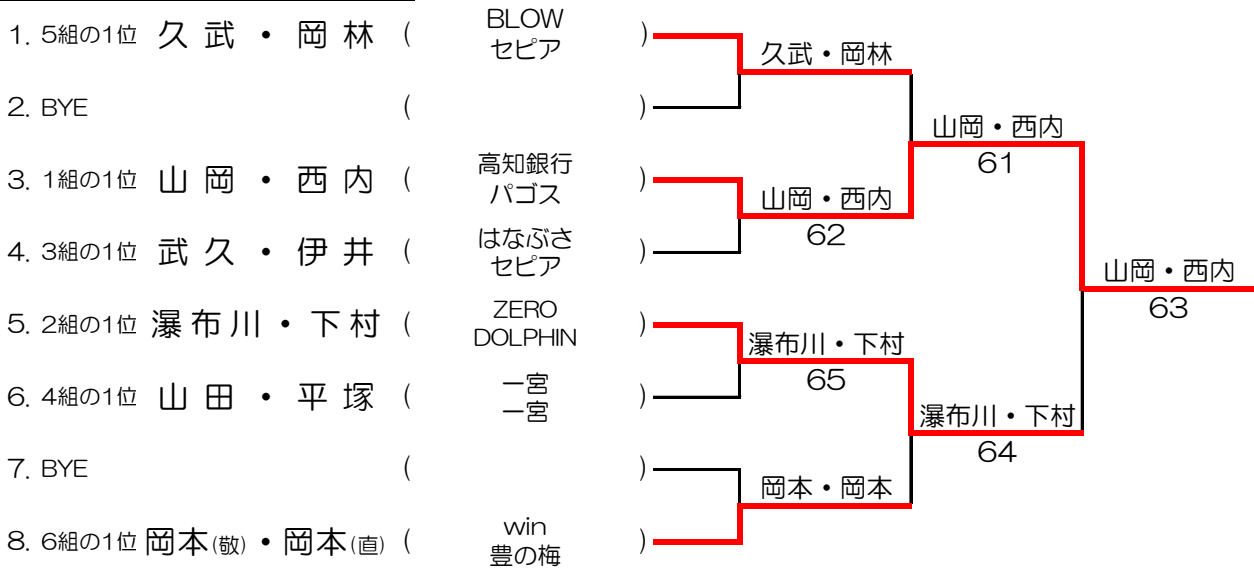 1. 5組の1位 久武・岡林 ( BLOW セピア )
2. BYE ( )
3. 1組の1位 山岡・西内 ( 高知銀行 パゴス )
4. 3組の1位 武久・伊井 ( はなぶさ セピア )
5. 2組の1位 瀑布川・下村 ( ZERO DOLPHIN )
6. 4組の1位 山田・平塚 ( 一宮 一宮 )
7. BYE ( )
8. 6組の1位 岡本(敬)・岡本(直) ( win 豊の梅 )
久武・岡林
山岡・西内
62
瀑布川・下村
65
岡本・岡本
山岡・西内
61
瀑布川・下村
64
山岡・西内
63